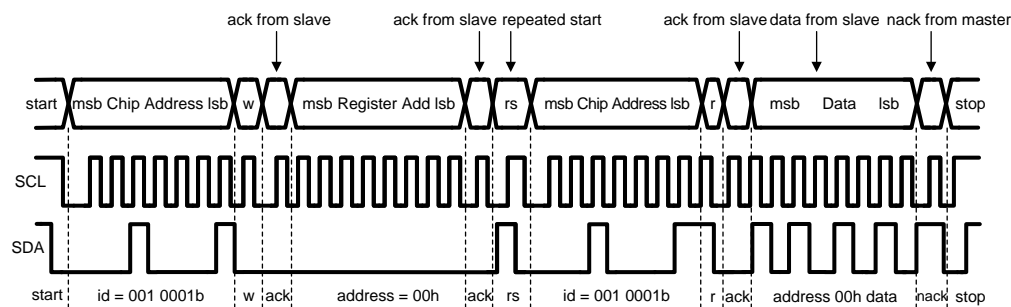 ack from slave ack from slave repeated start ack from slave data from slave nack from master
start msb Chip Address lsb w msb Register Add lsb rs msb Chip Address lsb r msb Data lsb stop
SCL
SDA
start id = 001 0001b w ack address = 00h ack rs id = 001 0001b r ack address 00h data nack stop